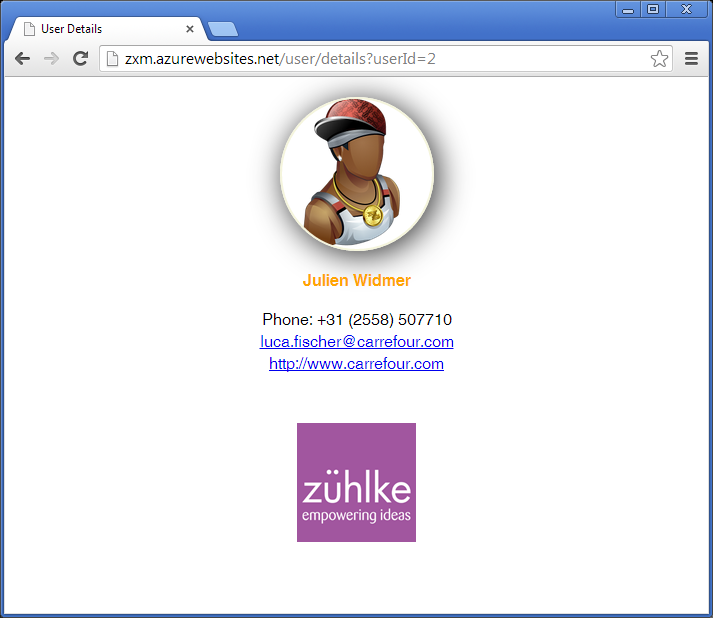 User Details
zxm.azurewebsites.net/user/details?userId=2
Julien Widmer
Phone: +31 (2558) 507710
luca.fischer@carrefour.com
http://www.carrefour.com
zühlke
empowering ideas